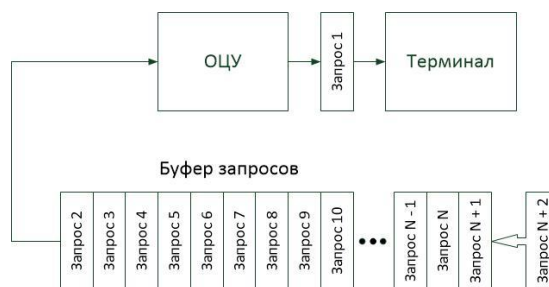 ОЦУ
Запрос 1
Терминал
Буфер запросов
Запрос 2
Запрос 3
Запрос 4
Запрос 5
Запрос 6
Запрос 7
Запрос 8
Запрос 9
Запрос 10
Запрос N - 1
Запрос N
Запрос N + 1
Запрос N + 2